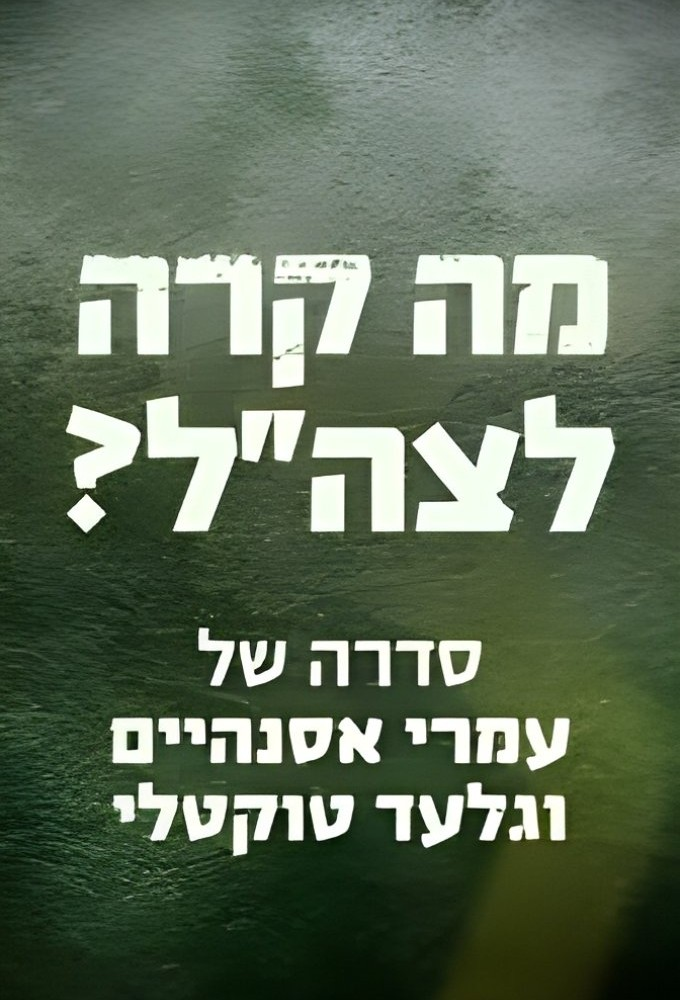 מה קרה
לצה"ל?
סדרה של
עמרי אסנהיים
וגלעד טוקטלי